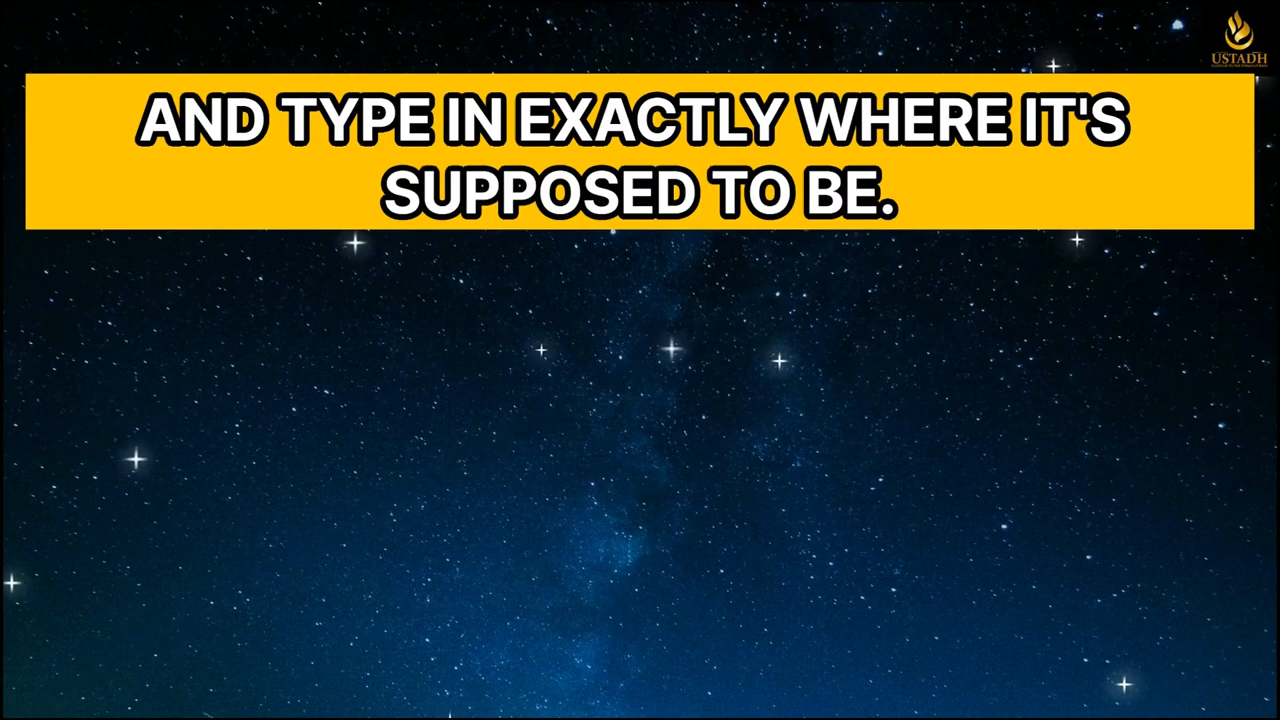 USTADH
AND TYPE IN EXACTLY WHERE IT'S
SUPPOSED TO BE.